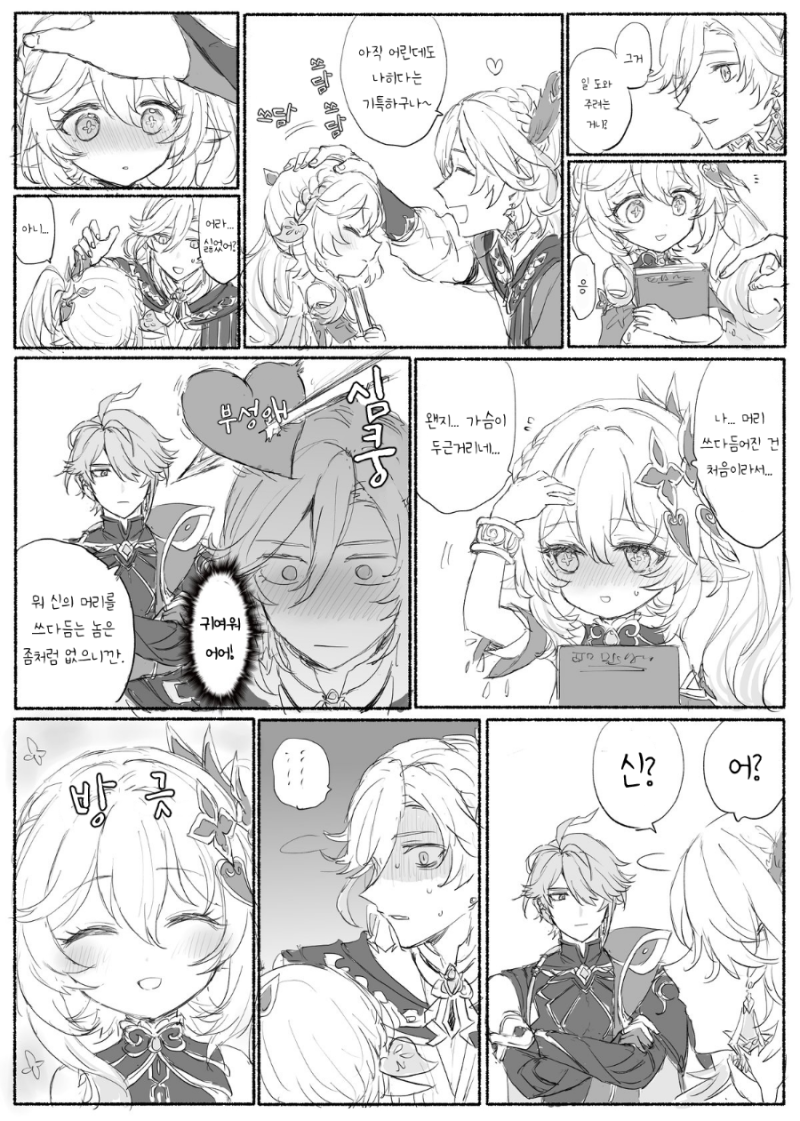 그거
일 도와
주려는
거니?
응
아직 어린데도
나히다는
기특하구나~
쓰담
쓰담
쓰담
어라...
싫었어?
아니...
나... 머리
쓰다듬어진 건
처음이라서...
왠지... 가슴이
두근거리네...
심쿵
부성애
귀여워
어어!
뭐 신의 머리를
쓰다듬는 놈은
좀처럼 없으니깐.
어?
신?
방긋